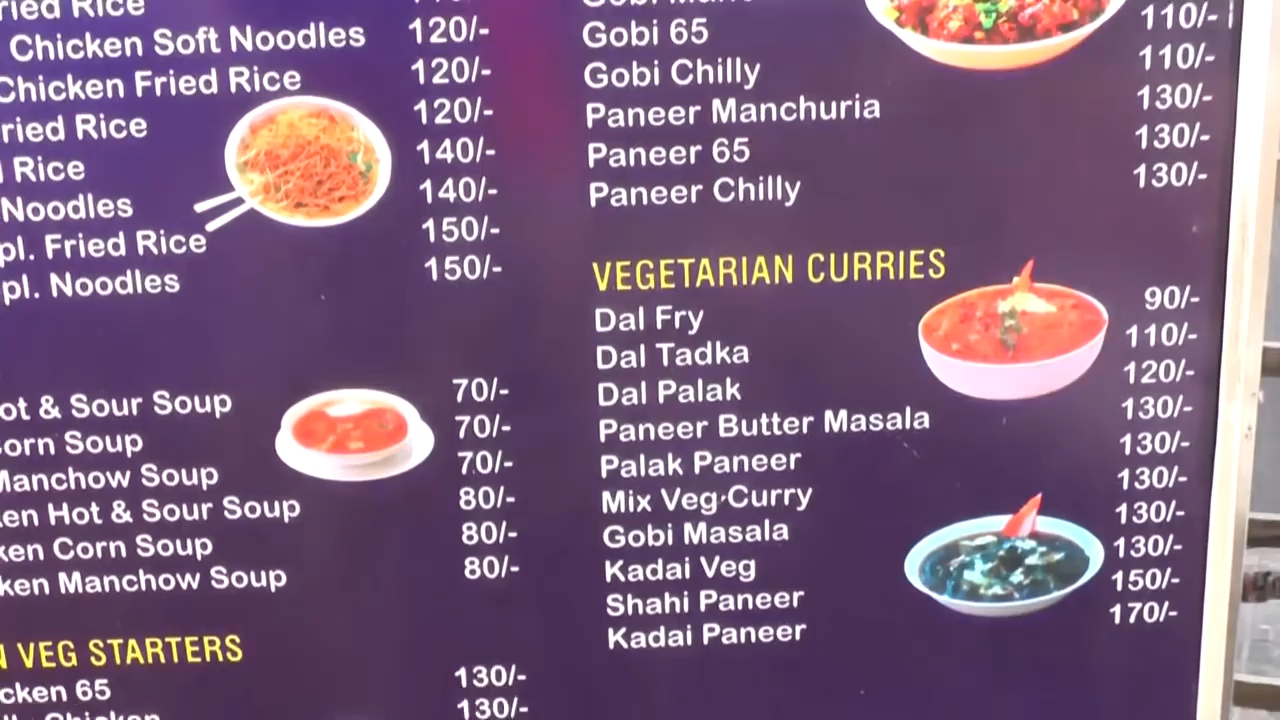 ried Rice
Chicken Soft Noodles 120/-
Chicken Fried Rice 120/-
ried Rice 120/-
Rice 140/-
Noodles 140/-
pl. Fried Rice 150/-
pl. Noodles 150/-
ot & Sour Soup 70/-
orn Soup 70/-
Manchow Soup 70/-
en Hot & Sour Soup 80/-
ken Corn Soup 80/-
ken Manchow Soup 80/-
N VEG STARTERS
cken 65 130/-
130/-
Gobi 65 110/-
Gobi Chilly 110/-
Paneer Manchuria 130/-
Paneer 65 130/-
Paneer Chilly 130/-
VEGETARIAN CURRIES
Dal Fry 90/-
Dal Tadka 110/-
Dal Palak 120/-
Paneer Butter Masala 130/-
Palak Paneer 130/-
Mix Veg Curry 130/-
Gobi Masala 130/-
Kadai Veg 130/-
Shahi Paneer 150/-
Kadai Paneer 170/-